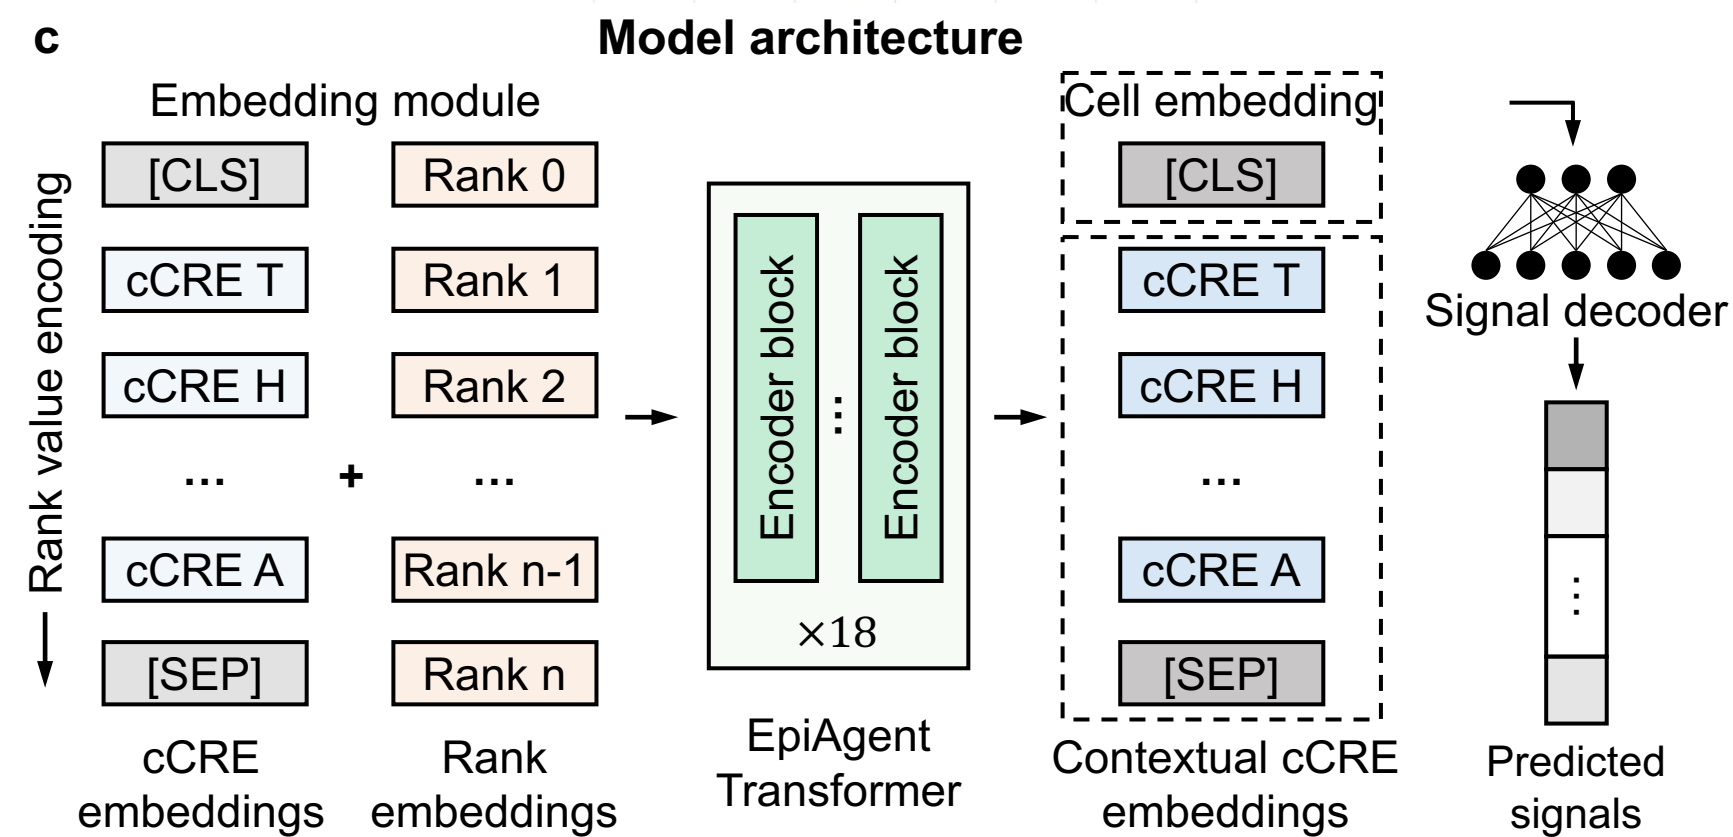 c
Model architecture
Embedding module
Rank value encoding
[CLS]
Rank 0
cCRE T
Rank 1
cCRE H
Rank 2
...
+
...
cCRE A
Rank n-1
[SEP]
Rank n
cCRE
embeddings
Rank
embeddings
Encoder block
...
Encoder block
×18
EpiAgent
Transformer
Cell embedding
[CLS]
cCRE T
cCRE H
...
cCRE A
[SEP]
Contextual cCRE
embeddings
Signal decoder
...
Predicted
signals